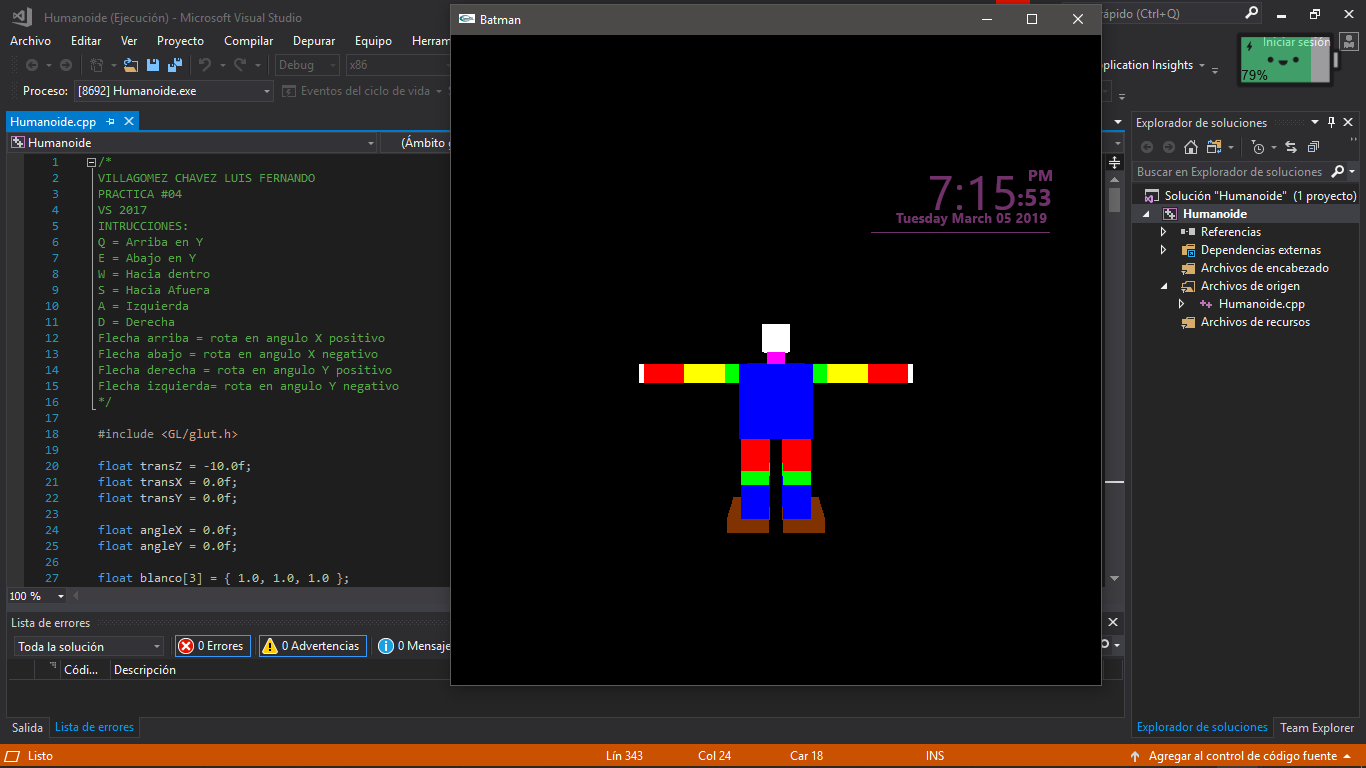 Humanoide (Ejecución) - Microsoft Visual Studio
rápido (Ctrl+Q)
Archivo Editar Ver Proyecto Compilar Depurar Equipo Herram
Iniciar sesión
Debug x86
pplication Insights
79%
Proceso: [8692] Humanoide.exe Eventos del ciclo de vida
Batman
Humanoide.cpp
Humanoide (Ámbito
1 /*
2 VILLAGOMEZ CHAVEZ LUIS FERNANDO
3 PRACTICA #04
4 VS 2017
5 INTRUCCIONES:
6 Q = Arriba en Y
7 E = Abajo en Y
8 W = Hacia dentro
9 S = Hacia Afuera
10 A = Izquierda
11 D = Derecha
12 Flecha arriba = rota en angulo X positivo
13 Flecha abajo = rota en angulo X negativo
14 Flecha derecha = rota en angulo Y positivo
15 Flecha izquierda= rota en angulo Y negativo
16 */
17
18 #include <GL/glut.h>
19
20 float transZ = -10.0f;
21 float transX = 0.0f;
22 float transY = 0.0f;
23
24 float angleX = 0.0f;
25 float angleY = 0.0f;
26
27 float blanco[3] = { 1.0, 1.0, 1.0 };
100 %
7:15:53 PM
Tuesday March 05 2019
Explorador de soluciones
Buscar en Explorador de soluciones
Solución "Humanoide" (1 proyecto)
Humanoide
Referencias
Dependencias externas
Archivos de encabezado
Archivos de origen
Humanoide.cpp
Archivos de recursos
Lista de errores
Toda la solución 0 Errores 0 Advertencias 0 Mensaje
Códi... Descripción
Salida Lista de errores
Explorador de soluciones Team Explorer
Listo Lín 343 Col 24 Car 18 INS Agregar al control de código fuente